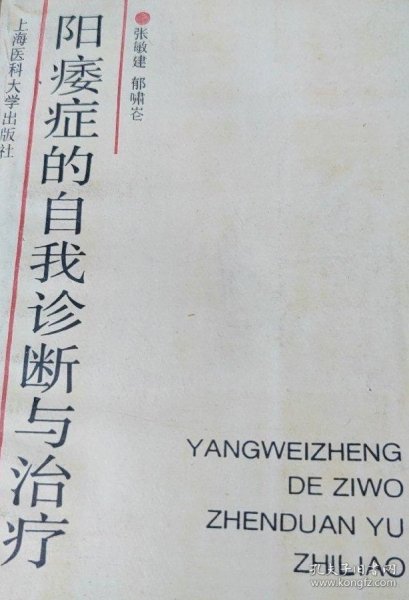 上海医科大学出版社
阳痿症的自我诊断与治疗
张敏建 郁啸
YANGWEIZHENG
DE ZIWO
ZHENDUAN YU
ZHILIAO
孔夫子旧书网
www.kongfz.com